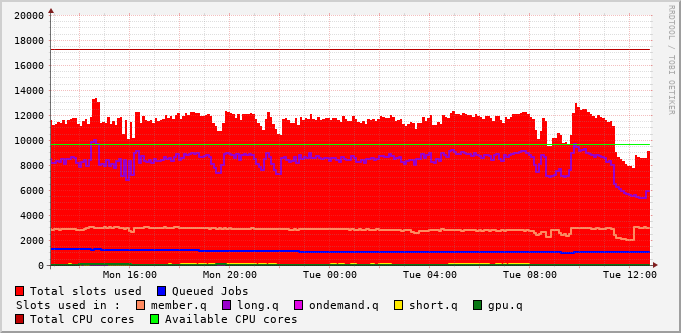 20000
18000
16000
14000
12000
10000
8000
6000
4000
2000
0
Mon 16:00 Mon 20:00 Tue 00:00 Tue 04:00 Tue 08:00 Tue 12:00
Total slots used Queued Jobs
Slots used in : member.q long.q ondemand.q short.q gpu.q
Total CPU cores Available CPU cores
RRDTOOL / TOBI OETIKER